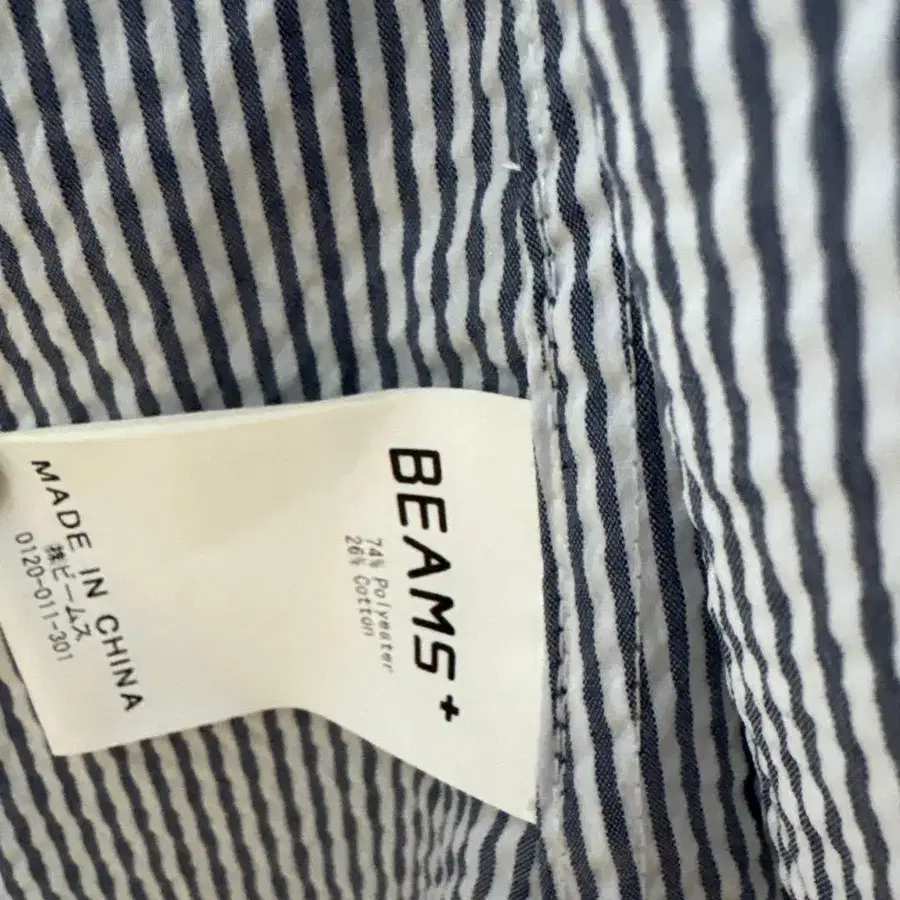 BEAMS+
74% Polyester
26% Cotton
MADE IN CHINA
㈱ビームス
0120-011-301